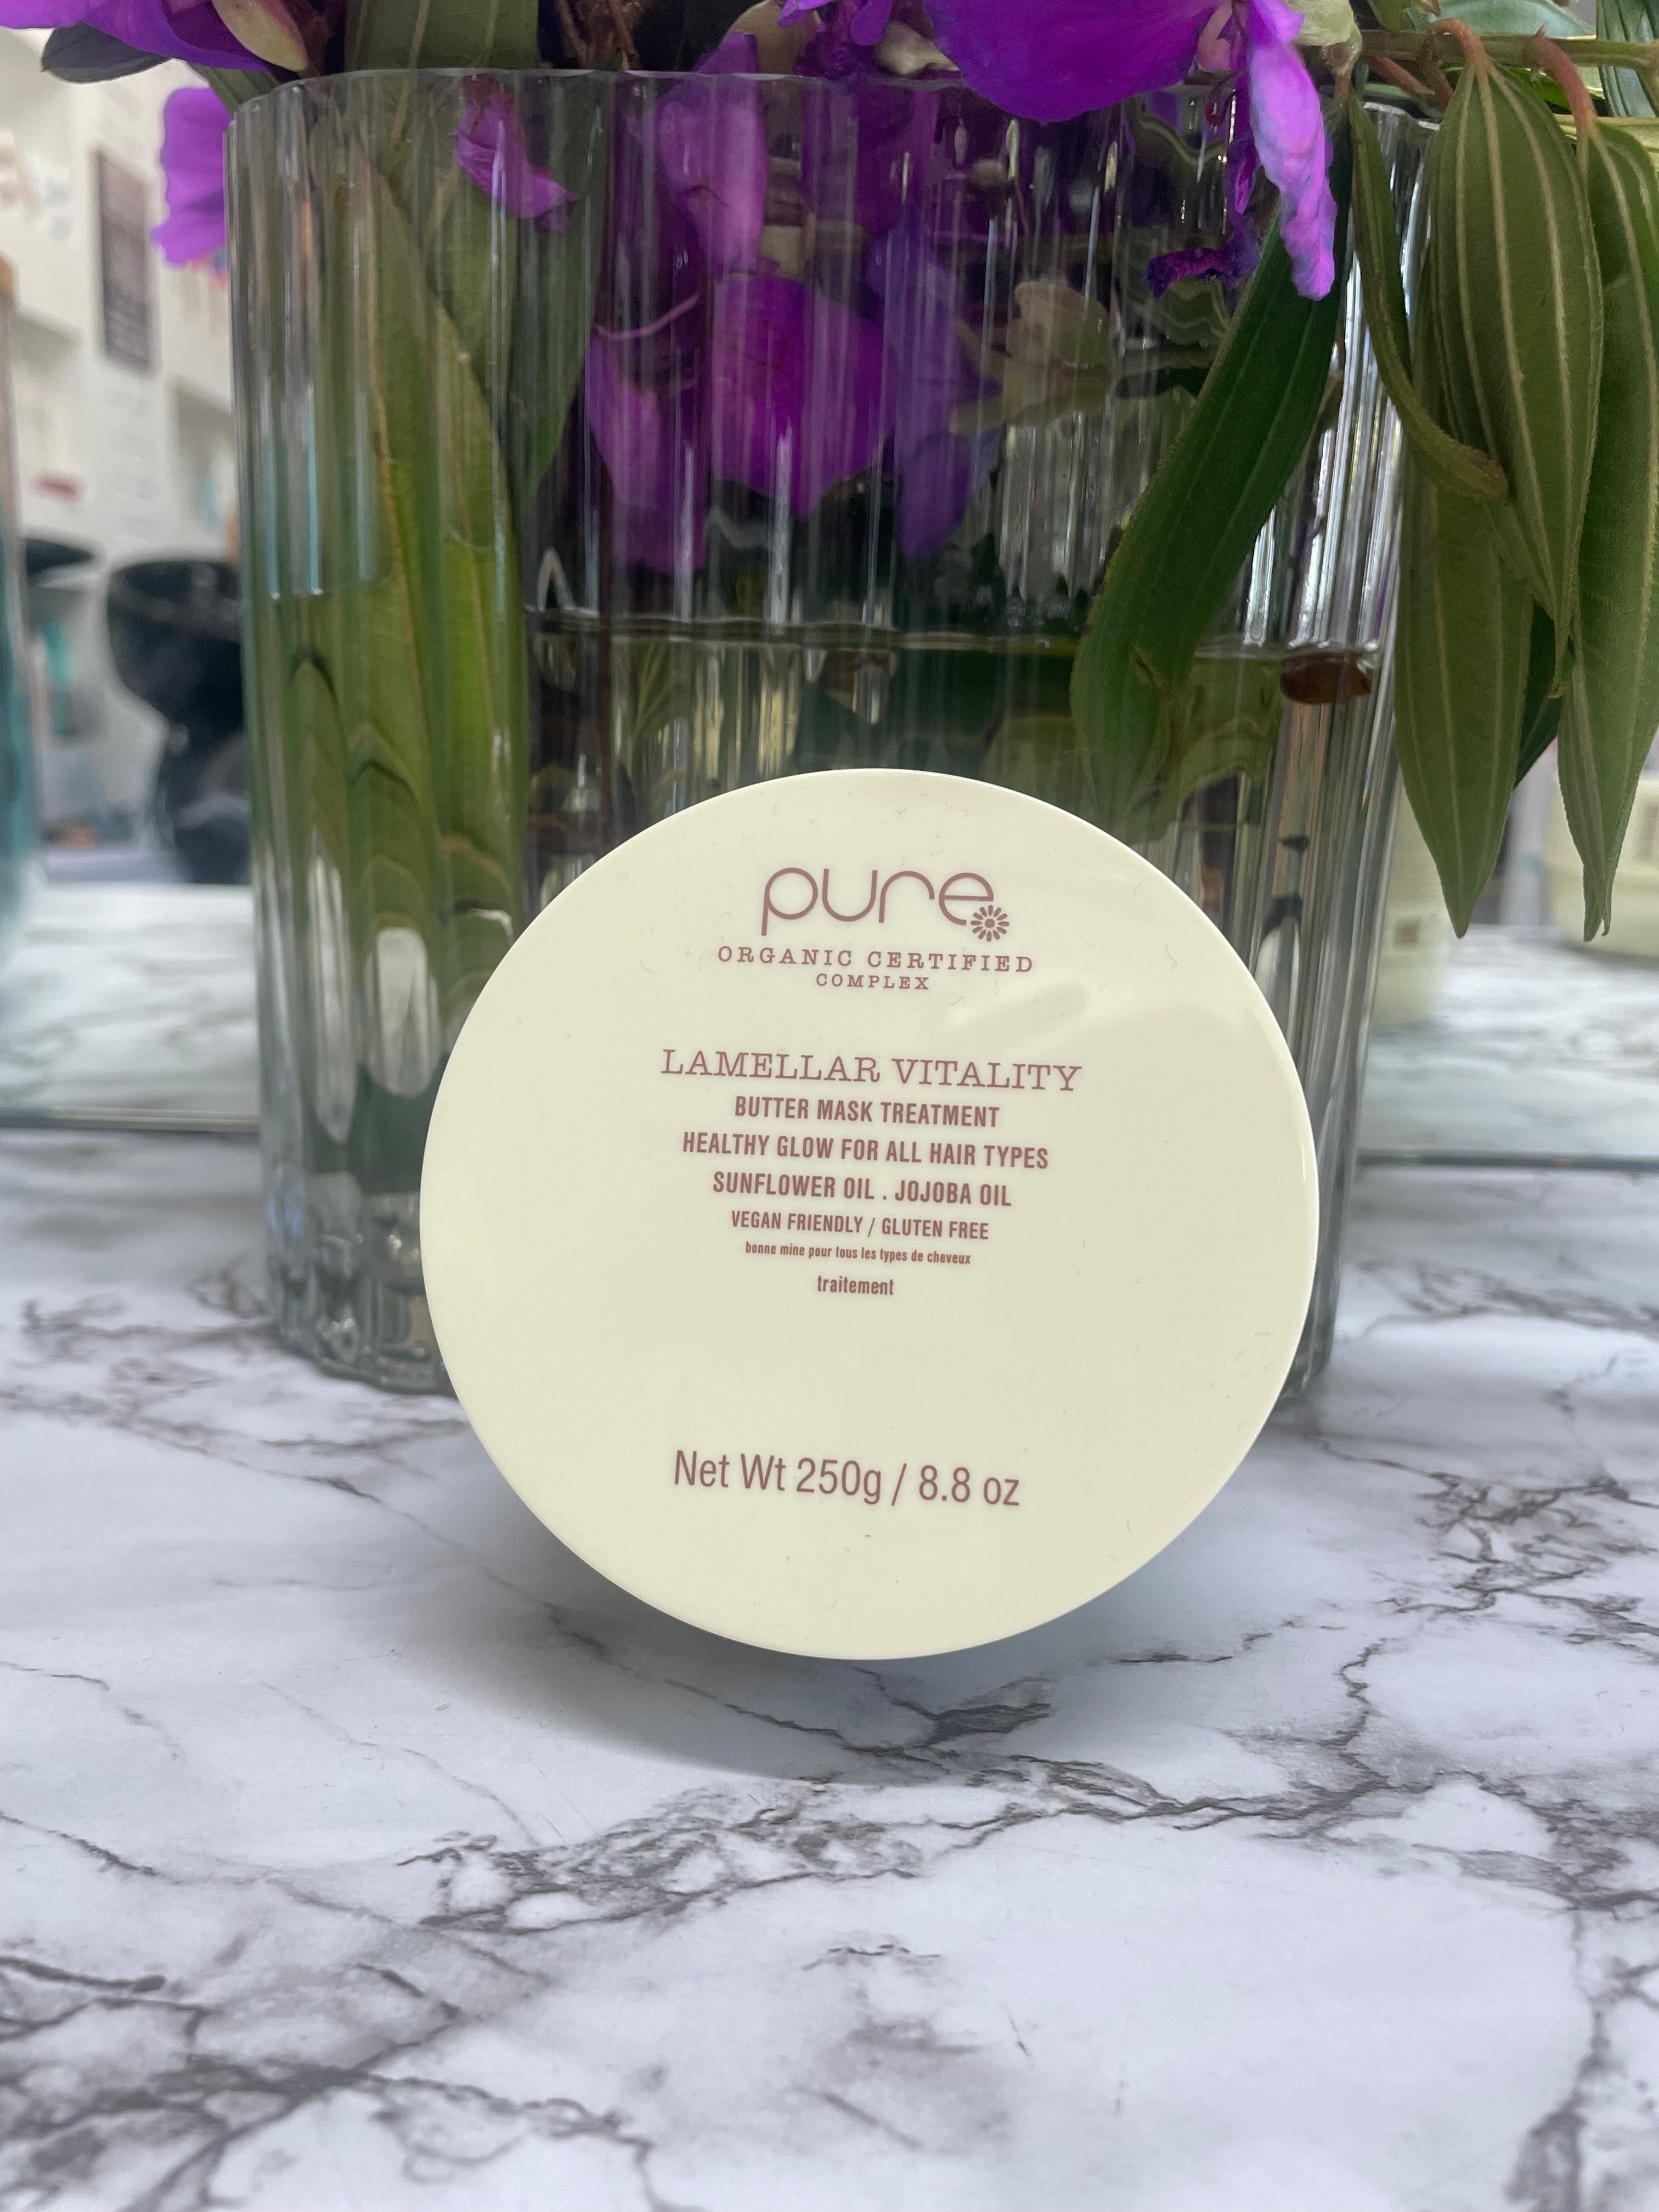 pure
ORGANIC CERTIFIED
COMPLEX
LAMELLAR VITALITY
BUTTER MASK TREATMENT
HEALTHY GLOW FOR ALL HAIR TYPES
SUNFLOWER OIL . JOJOBA OIL
VEGAN FRIENDLY / GLUTEN FREE
bonne mine pour tous les types de cheveux
traitement
Net Wt 250g / 8.8 oz